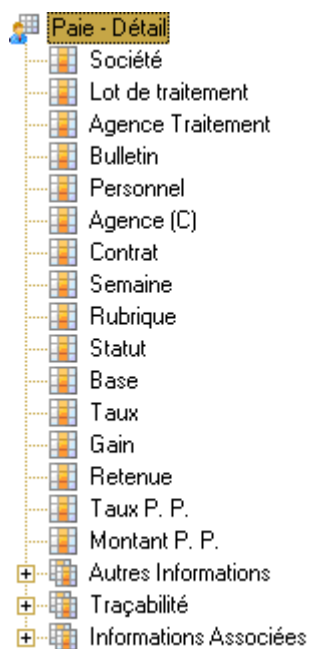 Paie - Détail
Société
Lot de traitement
Agence Traitement
Bulletin
Personnel
Agence (C)
Contrat
Semaine
Rubrique
Statut
Base
Taux
Gain
Retenue
Taux P. P.
Montant P. P.
Autres Informations
Traçabilité
Informations Associées